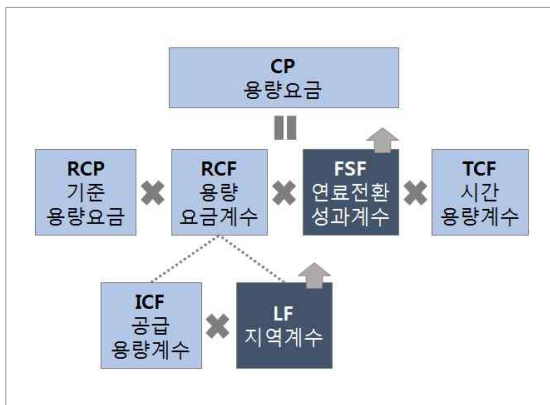 CP
용량요금
RCP
기준
용량요금
RCF
용량
요금계수
FSF
연료전환
성과계수
TCF
시간
용량계수
ICF
공급
용량계수
LF
지역계수